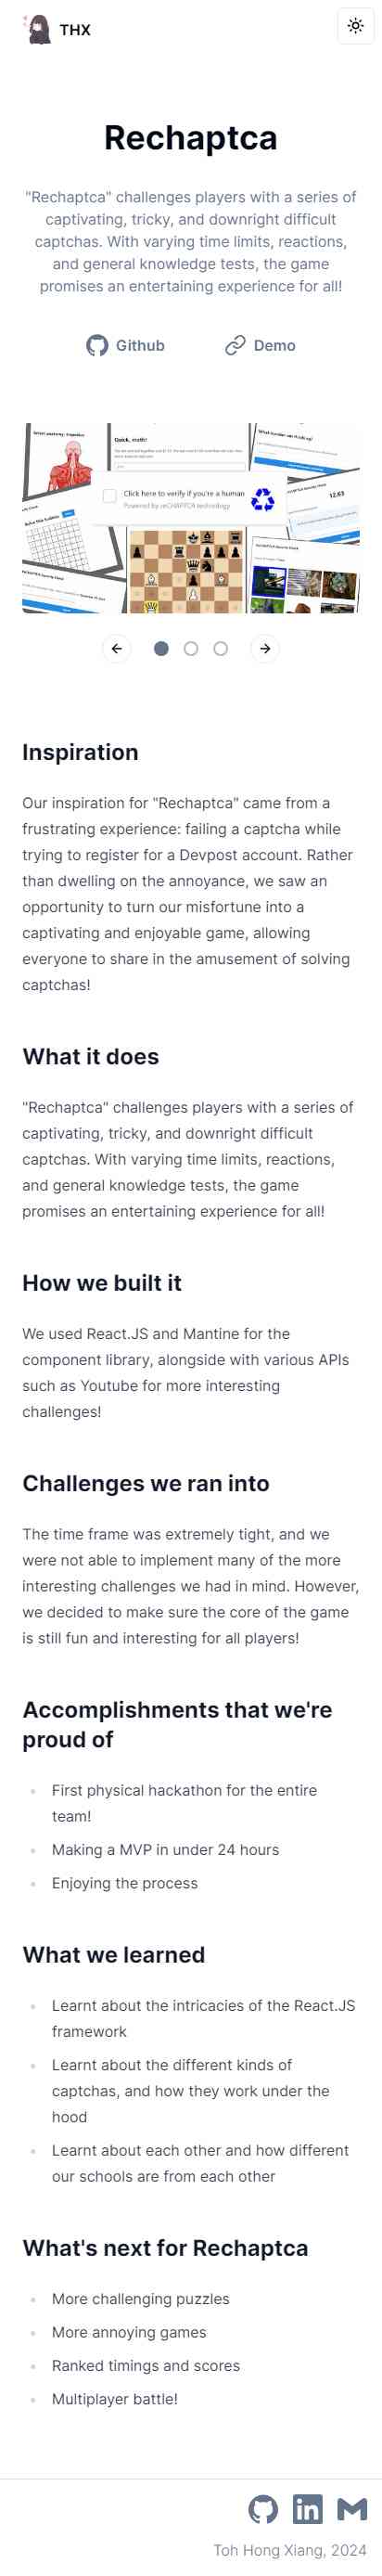 THX
Rechaptca
"Rechaptca" challenges players with a series of
captivating, tricky, and downright difficult
captchas. With varying time limits, reactions,
and general knowledge tests, the game
promises an entertaining experience for all!
Github
Demo
Quick, math!
Click here to verify if you're a human
Powered by reCHAPTCA technology
12.63
Inspiration
Our inspiration for "Rechaptca" came from a
frustrating experience: failing a captcha while
trying to register for a Devpost account. Rather
than dwelling on the annoyance, we saw an
opportunity to turn our misfortune into a
captivating and enjoyable game, allowing
everyone to share in the amusement of solving
captchas!
What it does
"Rechaptca" challenges players with a series of
captivating, tricky, and downright difficult
captchas. With varying time limits, reactions,
and general knowledge tests, the game
promises an entertaining experience for all!
How we built it
We used React.JS and Mantine for the
component library, alongside with various APIs
such as Youtube for more interesting
challenges!
Challenges we ran into
The time frame was extremely tight, and we
were not able to implement many of the more
interesting challenges we had in mind. However,
we decided to make sure the core of the game
is still fun and interesting for all players!
Accomplishments that we're
proud of
First physical hackathon for the entire
team!
Making a MVP in under 24 hours
Enjoying the process
What we learned
Learnt about the intricacies of the React.JS
framework
Learnt about the different kinds of
captchas, and how they work under the
hood
Learnt about each other and how different
our schools are from each other
What's next for Rechaptca
More challenging puzzles
More annoying games
Ranked timings and scores
Multiplayer battle!
Toh Hong Xiang, 2024